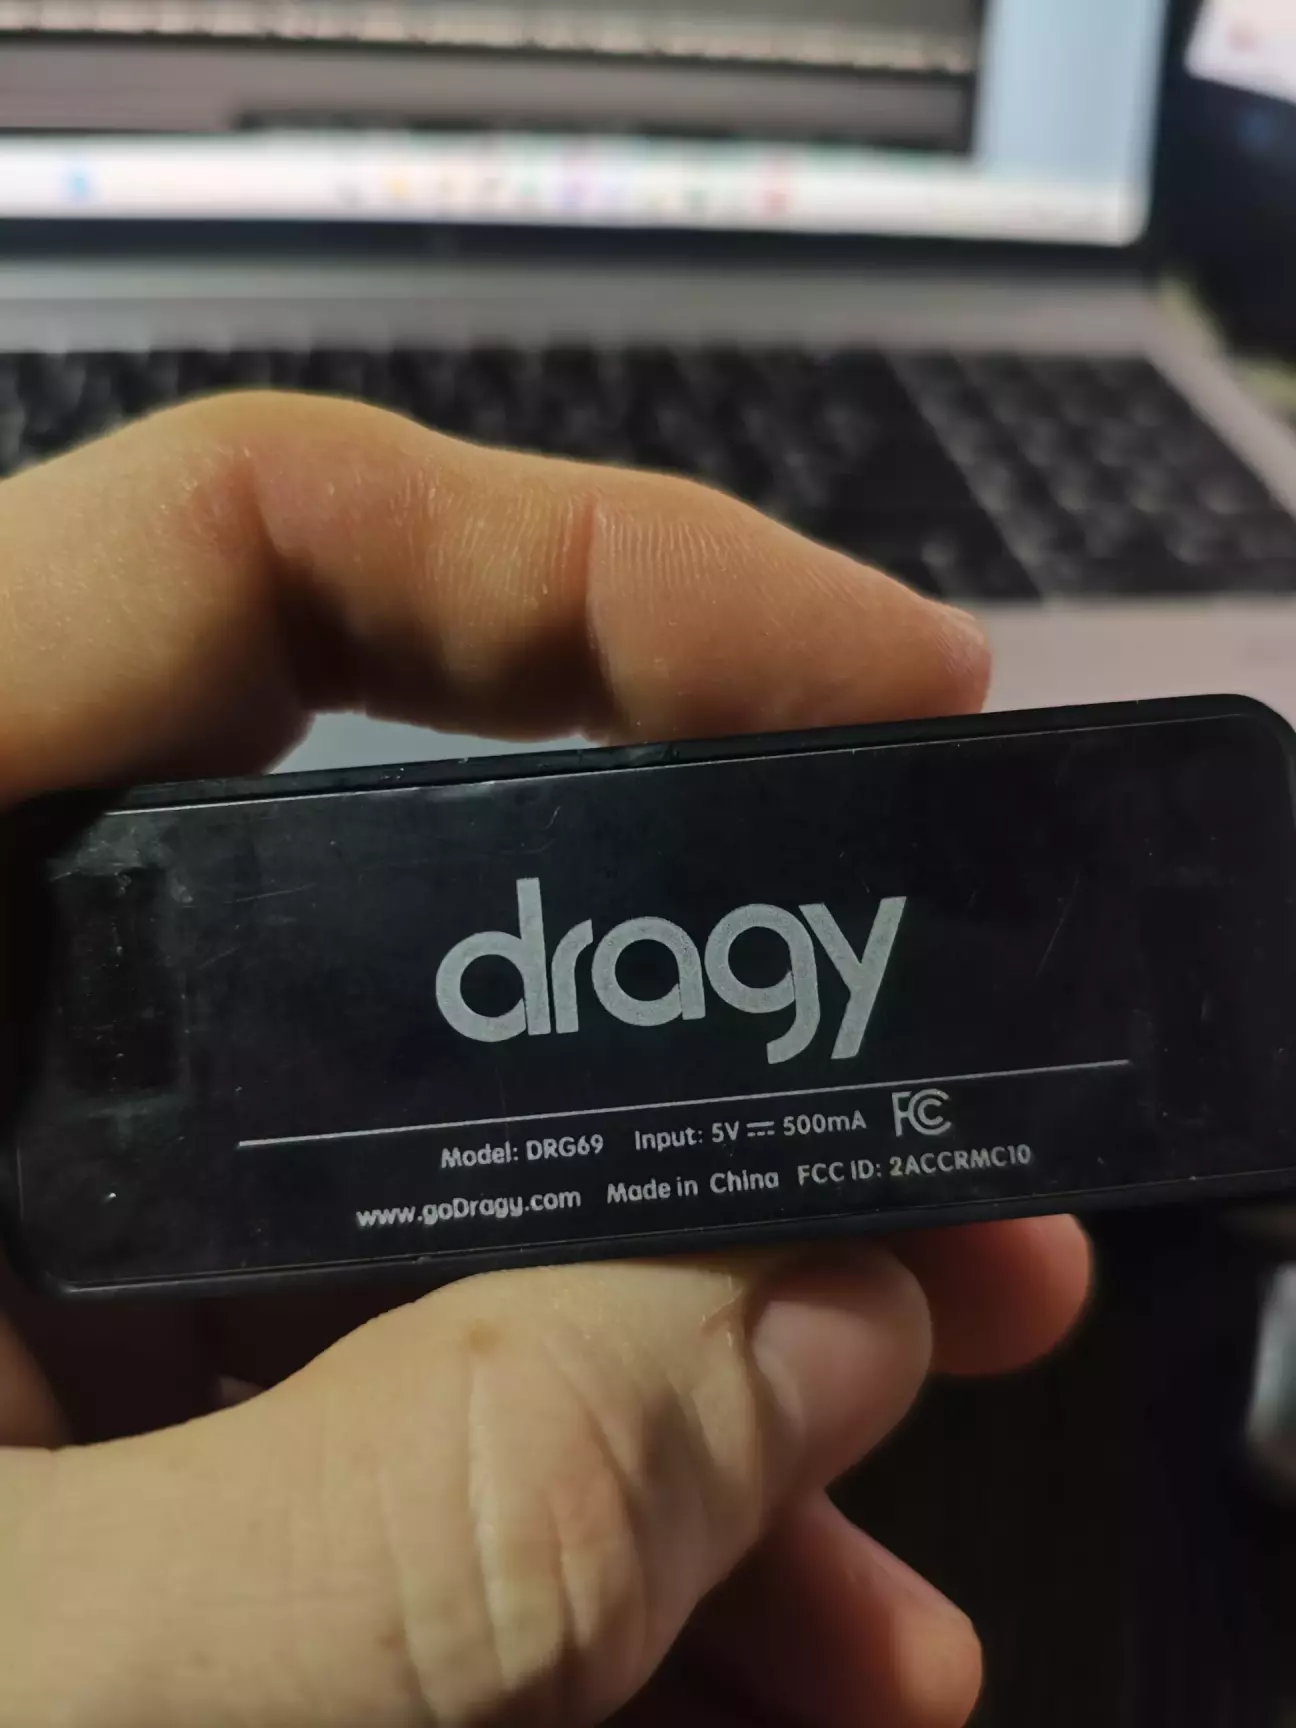 dragy
Model: DRG69 Input: 5V ⎓ 500mA FC
www.goDragy.com Made in China FCC ID: 2ACCRMC10